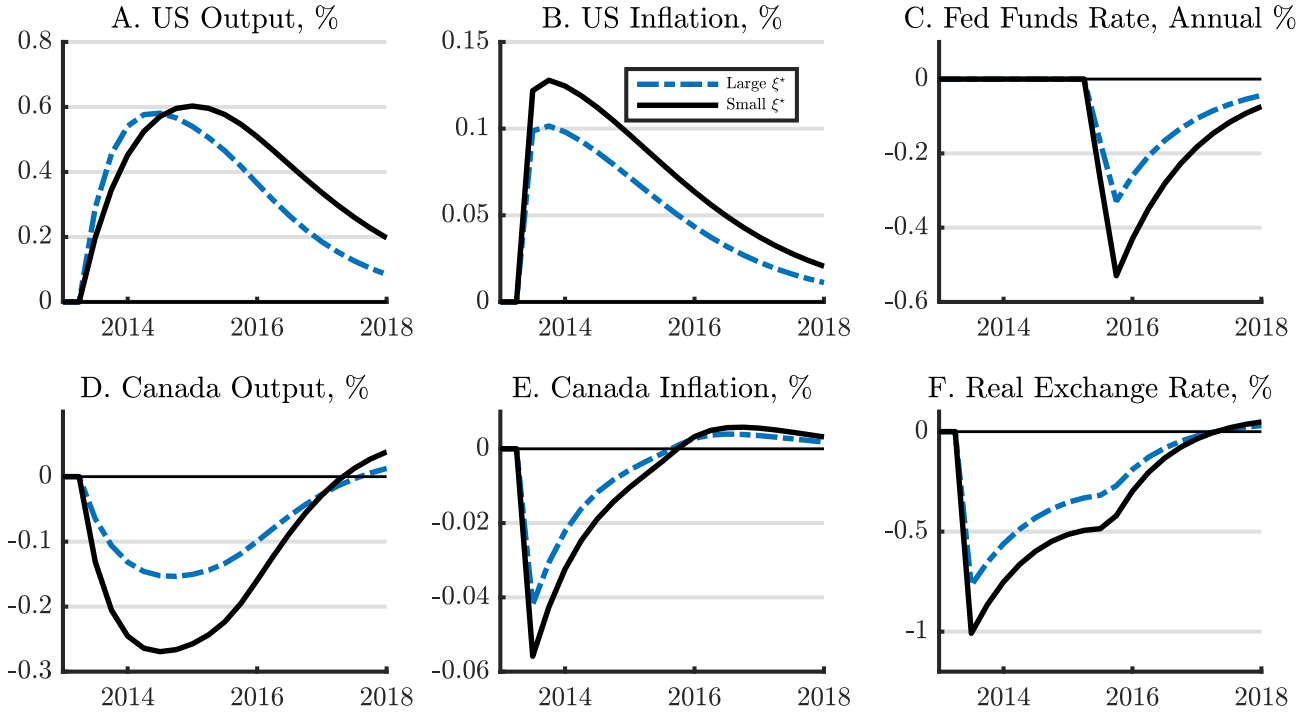 A. US Output, %
0.8
0.6
0.4
0.2
0
2014 2016 2018
B. US Inflation, %
0.15
0.1
0.05
0
2014 2016 2018
Large ξ*
Small ξ*
C. Fed Funds Rate, Annual %
0
-0.2
-0.4
-0.6
2014 2016 2018
D. Canada Output, %
0
-0.1
-0.2
-0.3
2014 2016 2018
E. Canada Inflation, %
0
-0.02
-0.04
-0.06
2014 2016 2018
F. Real Exchange Rate, %
0
-0.5
-1
2014 2016 2018